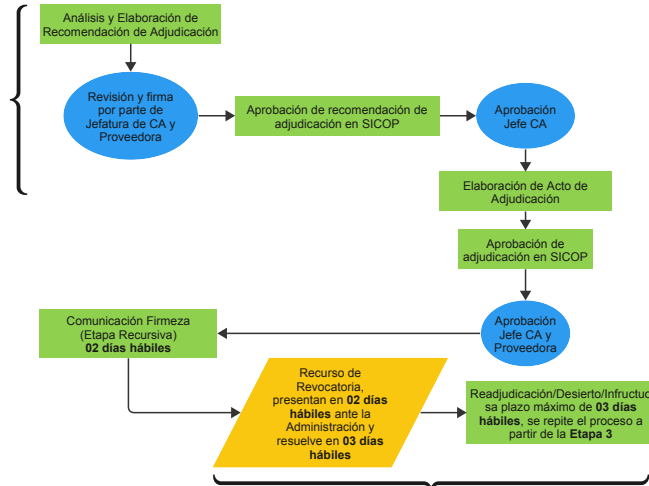 Análisis y Elaboración de
Recomendación de Adjudicación
Revisión y firma
por parte de
Jefatura de CA y
Proveedora
Aprobación de recomendación de
adjudicación en SICOP
Aprobación
Jefe CA
Elaboración de Acto de
Adjudicación
Aprobación de
adjudicación en SICOP
Aprobación
Jefe CA y
Proveedora
Comunicación Firmeza
(Etapa Recursiva)
02 días hábiles
Recurso de
Revocatoria,
presentan en 02 días
hábiles ante la
Administración y
resuelve en 03 días
hábiles
Readjudicación/Desierto/Infructuo
sa plazo máximo de 03 días
hábiles, se repite el proceso a
partir de la Etapa 3